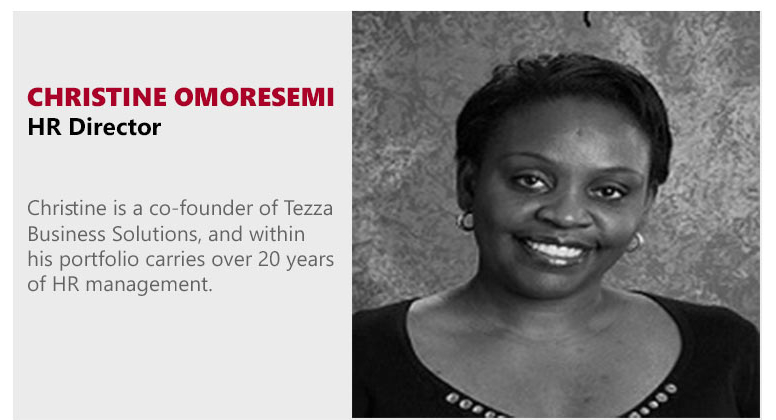 CHRISTINE OMORESEMI
HR Director
Christine is a co-founder of Tezza
Business Solutions, and within
his portfolio carries over 20 years
of HR management.